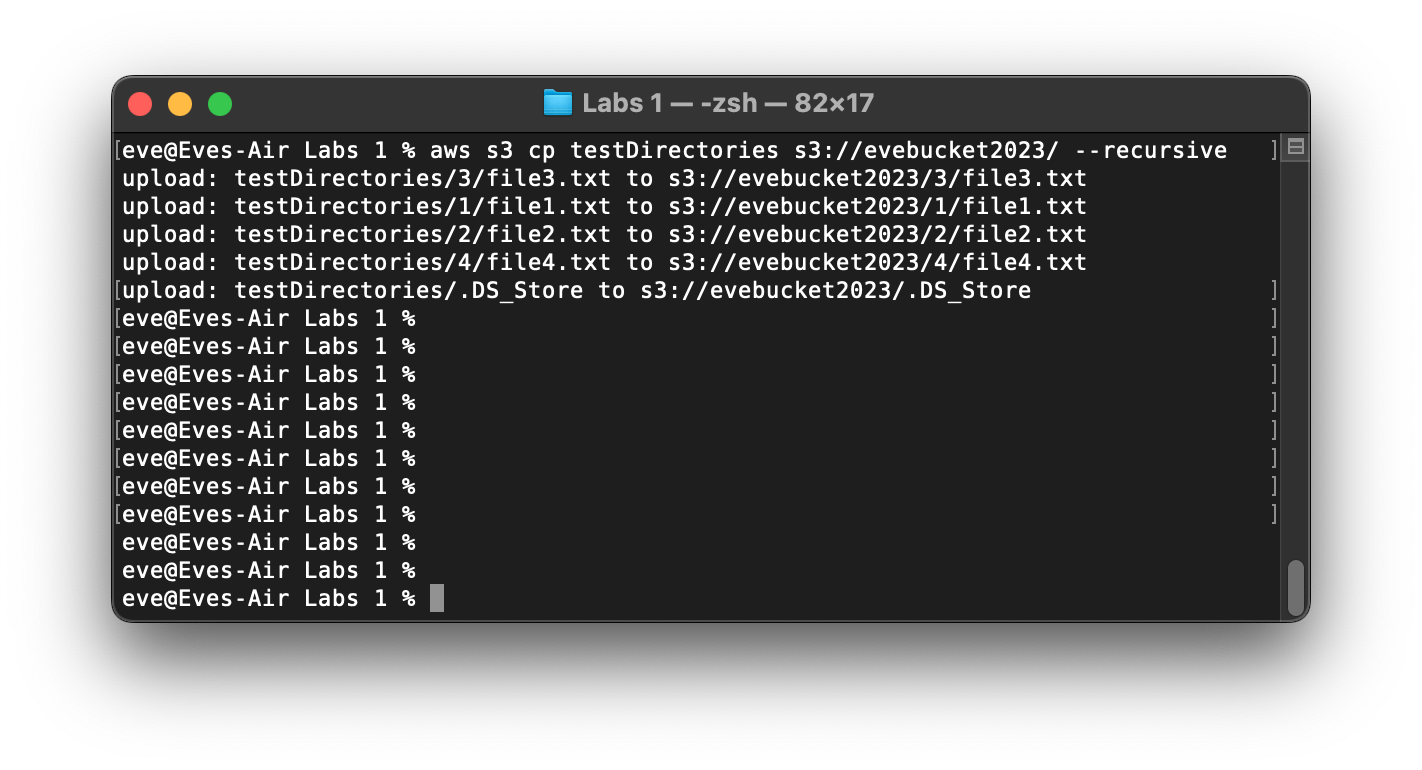 Labs 1 — -zsh — 82×17
[eve@Eves-Air Labs 1 % aws s3 cp testDirectories s3://evebucket2023/ --recursive ]
upload: testDirectories/3/file3.txt to s3://evebucket2023/3/file3.txt
upload: testDirectories/1/file1.txt to s3://evebucket2023/1/file1.txt
upload: testDirectories/2/file2.txt to s3://evebucket2023/2/file2.txt
upload: testDirectories/4/file4.txt to s3://evebucket2023/4/file4.txt
[upload: testDirectories/.DS_Store to s3://evebucket2023/.DS_Store ]
[eve@Eves-Air Labs 1 % ]
[eve@Eves-Air Labs 1 % ]
[eve@Eves-Air Labs 1 % ]
[eve@Eves-Air Labs 1 % ]
[eve@Eves-Air Labs 1 % ]
[eve@Eves-Air Labs 1 % ]
[eve@Eves-Air Labs 1 % ]
[eve@Eves-Air Labs 1 % ]
eve@Eves-Air Labs 1 %
eve@Eves-Air Labs 1 %
eve@Eves-Air Labs 1 %